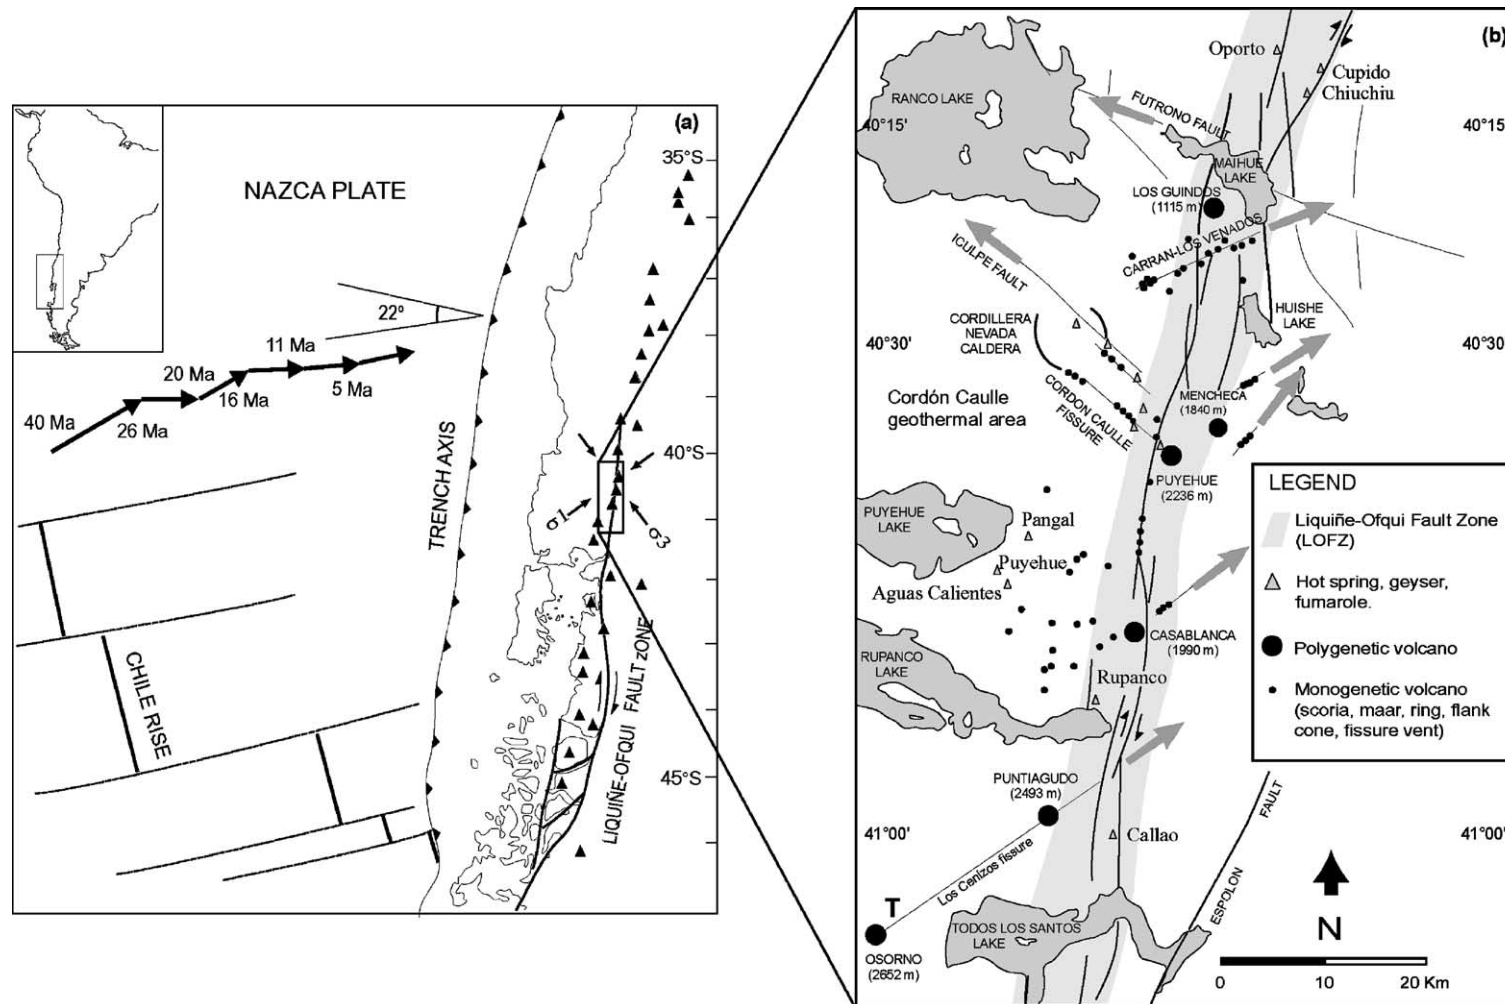 (a)
35°S
NAZCA PLATE
22°
11 Ma
20 Ma
16 Ma
5 Ma
40 Ma
26 Ma
TRENCH AXIS
40°S
σ1
σ3
CHILE RISE
LIQUIÑE-OFQUI FAULT zONE
45°S
(b)
Oporto
Cupido
Chiuchiu
RANCO LAKE
FUTRONO FAULT
40°15'
40°15'
MAIHUE
LAKE
LOS GUINDOS
(1115 m)
CARRAN-LOS VENADOS
ICULPE FAULT
HUISHE
LAKE
CORDILLERA
NEVADA
CALDERA
40°30'
40°30'
Cordón Caulle
geothermal area
CORDON CAULLE
FISSURE
MENCHECA
(1840 m)
PUYEHUE
(2236 m)
PUYEHUE
LAKE
Pangal
Puyehue
Aguas Calientes
CASABLANCA
(1990 m)
RUPANCO
LAKE
Rupanco
PUNTIAGUDO
(2493 m)
41°00'
41°00'
Callao
Los Cenizos fissure
T
OSORNO
(2652 m)
TODOS LOS SANTOS
LAKE
ESPOLON
FAULT
LEGEND
Liquiñe-Ofqui Fault Zone
(LOFZ)
Hot spring, geyser,
fumarole.
Polygenetic volcano
Monogenetic volcano
(scoria, maar, ring, flank
cone, fissure vent)
N
0 10 20 Km